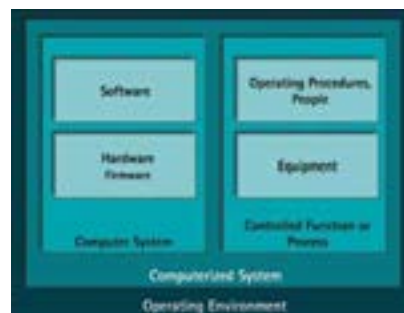 Software
Operating Procedures,
People
Hardware
Firmware
Equipment
Computer System
Controlled Function or
Process
Computerized System
Operating Environment